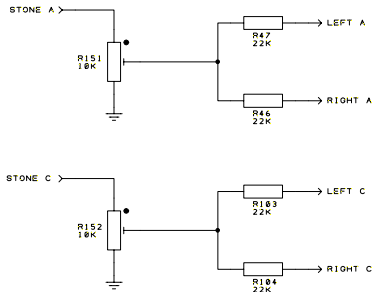 STONE A
LEFT A
R47
22K
R151
10K
RIGHT A
R46
22K
STONE C
LEFT C
R103
22K
R152
10K
RIGHT C
R104
22K